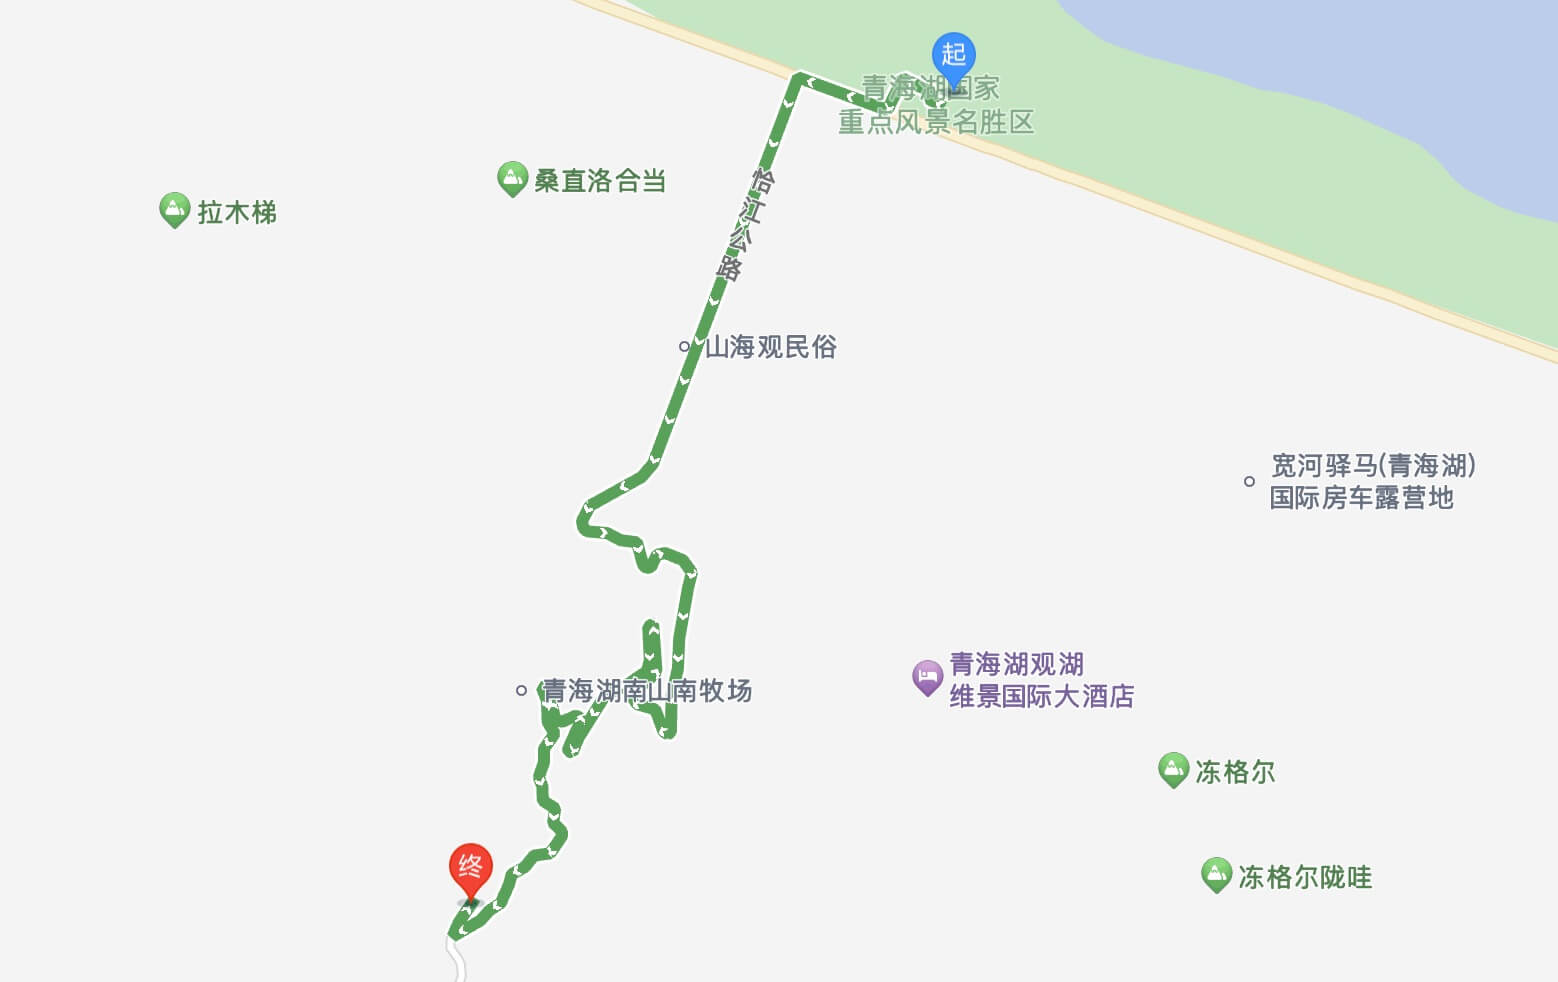 起
青海湖国家
重点风景名胜区
桑直洛合当
恰江公路
拉木梯
山海观民俗
宽河驿马(青海湖)
国际房车露营地
青海湖观湖
维景国际大酒店
青海湖南山南牧场
冻格尔
终
冻格尔陇哇